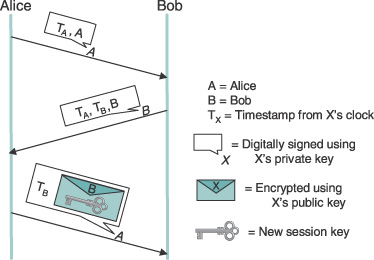 Alice
Bob
T_A, A
A
T_A, T_B, B
B
T_B
B
A
A = Alice
B = Bob
T_X = Timestamp from X's clock
X
= Digitally signed using
X's private key
X
= Encrypted using
X's public key
= New session key